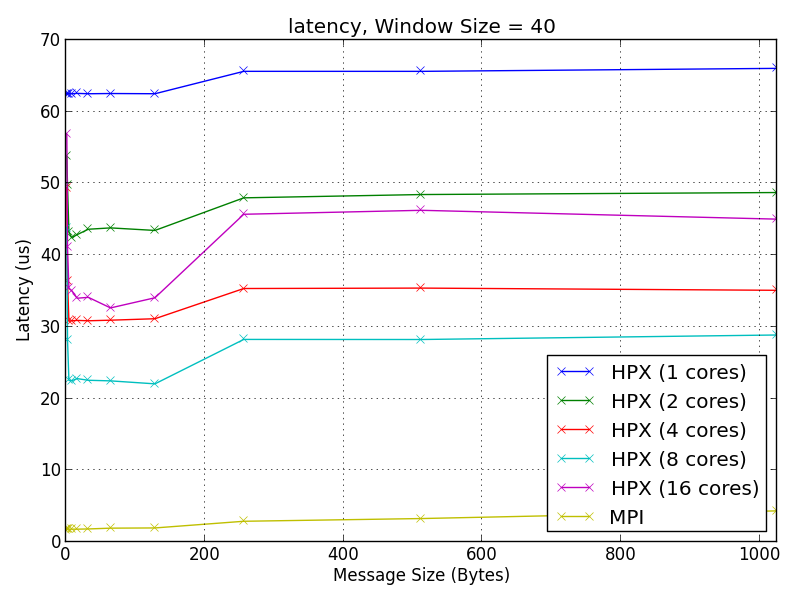 latency, Window Size = 40
70
60
50
40
30
20
10
0
Latency (us)
HPX (1 cores)
HPX (2 cores)
HPX (4 cores)
HPX (8 cores)
HPX (16 cores)
MPI
0 200 400 600 800 1000
Message Size (Bytes)